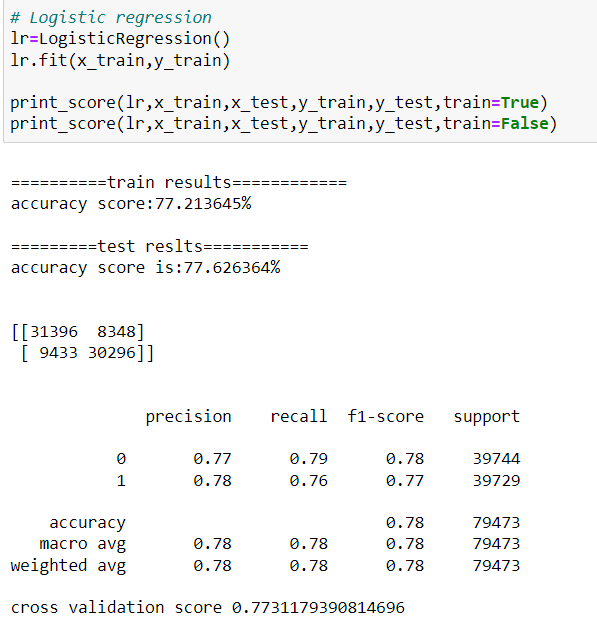 # Logistic regression
lr=LogisticRegression()
lr.fit(x_train,y_train)
print_score(lr,x_train,x_test,y_train,y_test,train=True)
print_score(lr,x_train,x_test,y_train,y_test,train=False)
==========train results============
accuracy score:77.213645%
=========test reslts===========
accuracy score is:77.626364%
[[31396  8348]
 [ 9433 30296]]
precision    recall  f1-score   support
0       0.77      0.79      0.78     39744
1       0.78      0.76      0.77     39729
accuracy                           0.78     79473
macro avg       0.78      0.78      0.78     79473
weighted avg       0.78      0.78      0.78     79473
cross validation score 0.7731179390814696